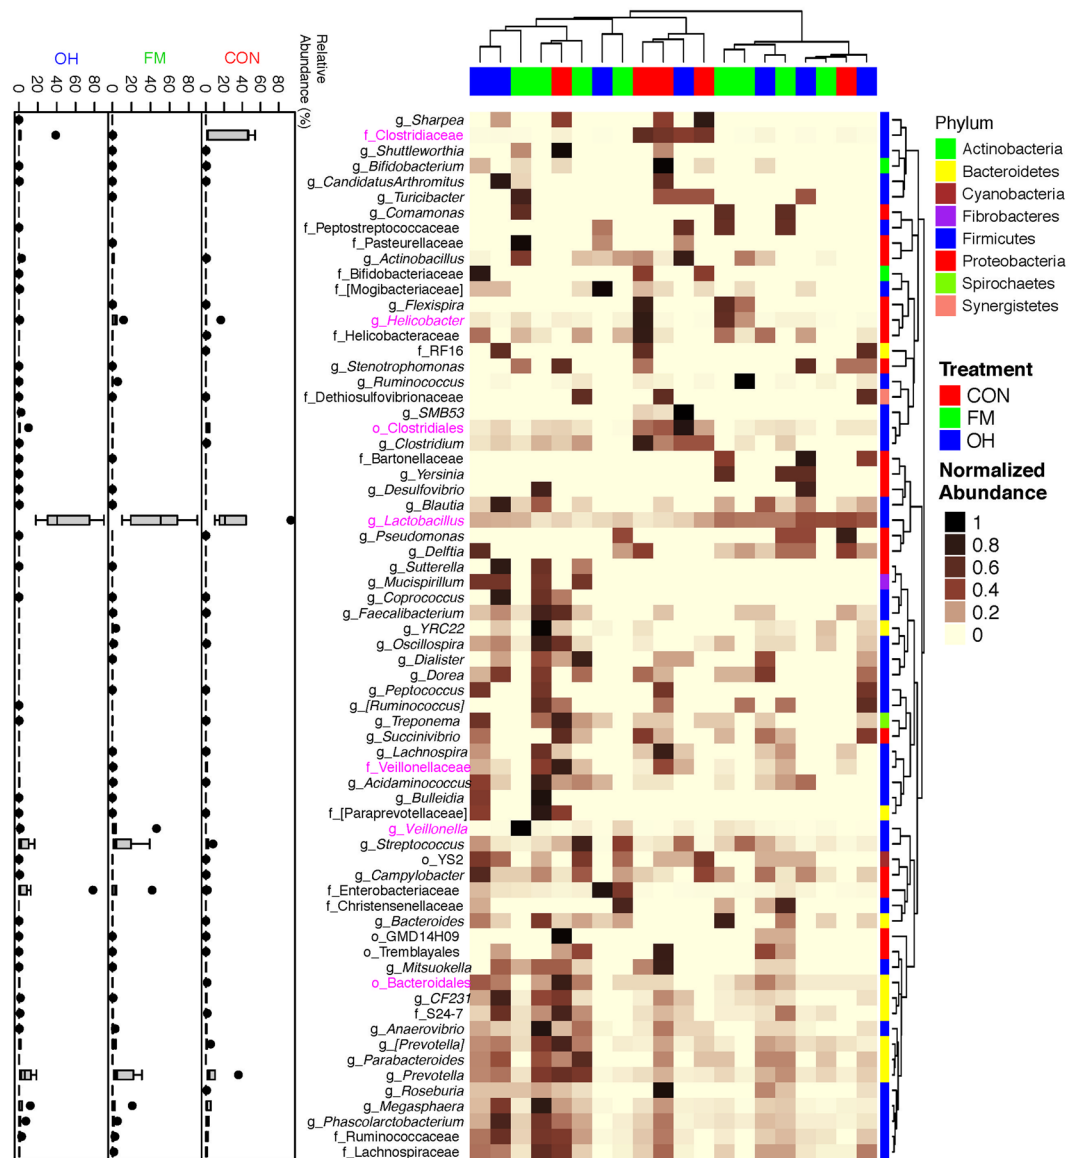 OH
FM
CON
Relative
Abundance (%)
0 20 40 60 80
0 20 40 60 80
0 20 40 60 80
g_Sharpea
f_Clostridiaceae
g_Shuttleworthia
g_Bifidobacterium
g_CandidatusArthromitus
g_Turicibacter
g_Comamonas
f_Peptostreptococcaceae
f_Pasteurellaceae
g_Actinobacillus
f_Bifidobacteriaceae
f_[Mogibacteriaceae]
g_Flexispira
g_Helicobacter
f_Helicobacteraceae
f_RF16
g_Stenotrophomonas
g_Ruminococcus
f_Dethiosulfovibrionaceae
g_SMB53
o_Clostridiales
g_Clostridium
f_Bartonellaceae
g_Yersinia
g_Desulfovibrio
g_Blautia
g_Lactobacillus
g_Pseudomonas
g_Delftia
g_Sutterella
g_Mucispirillum
g_Coprococcus
g_Faecalibacterium
g_YRC22
g_Oscillospira
g_Dialister
g_Dorea
g_Peptococcus
g_[Ruminococcus]
g_Treponema
g_Succinivibrio
g_Lachnospira
f_Veillonellaceae
g_Acidaminococcus
g_Bulleidia
f_[Paraprevotellaceae]
g_Veillonella
g_Streptococcus
o_YS2
g_Campylobacter
f_Enterobacteriaceae
f_Christensenellaceae
g_Bacteroides
o_GMD14H09
o_Tremblayales
g_Mitsuokella
o_Bacteroidales
g_CF231
f_S24-7
g_Anaerovibrio
g_[Prevotella]
g_Parabacteroides
g_Prevotella
g_Roseburia
g_Megasphaera
g_Phascolarctobacterium
f_Ruminococcaceae
f_Lachnospiraceae
Phylum
Actinobacteria
Bacteroidetes
Cyanobacteria
Fibrobacteres
Firmicutes
Proteobacteria
Spirochaetes
Synergistetes
Treatment
CON
FM
OH
Normalized
Abundance
1
0.8
0.6
0.4
0.2
0